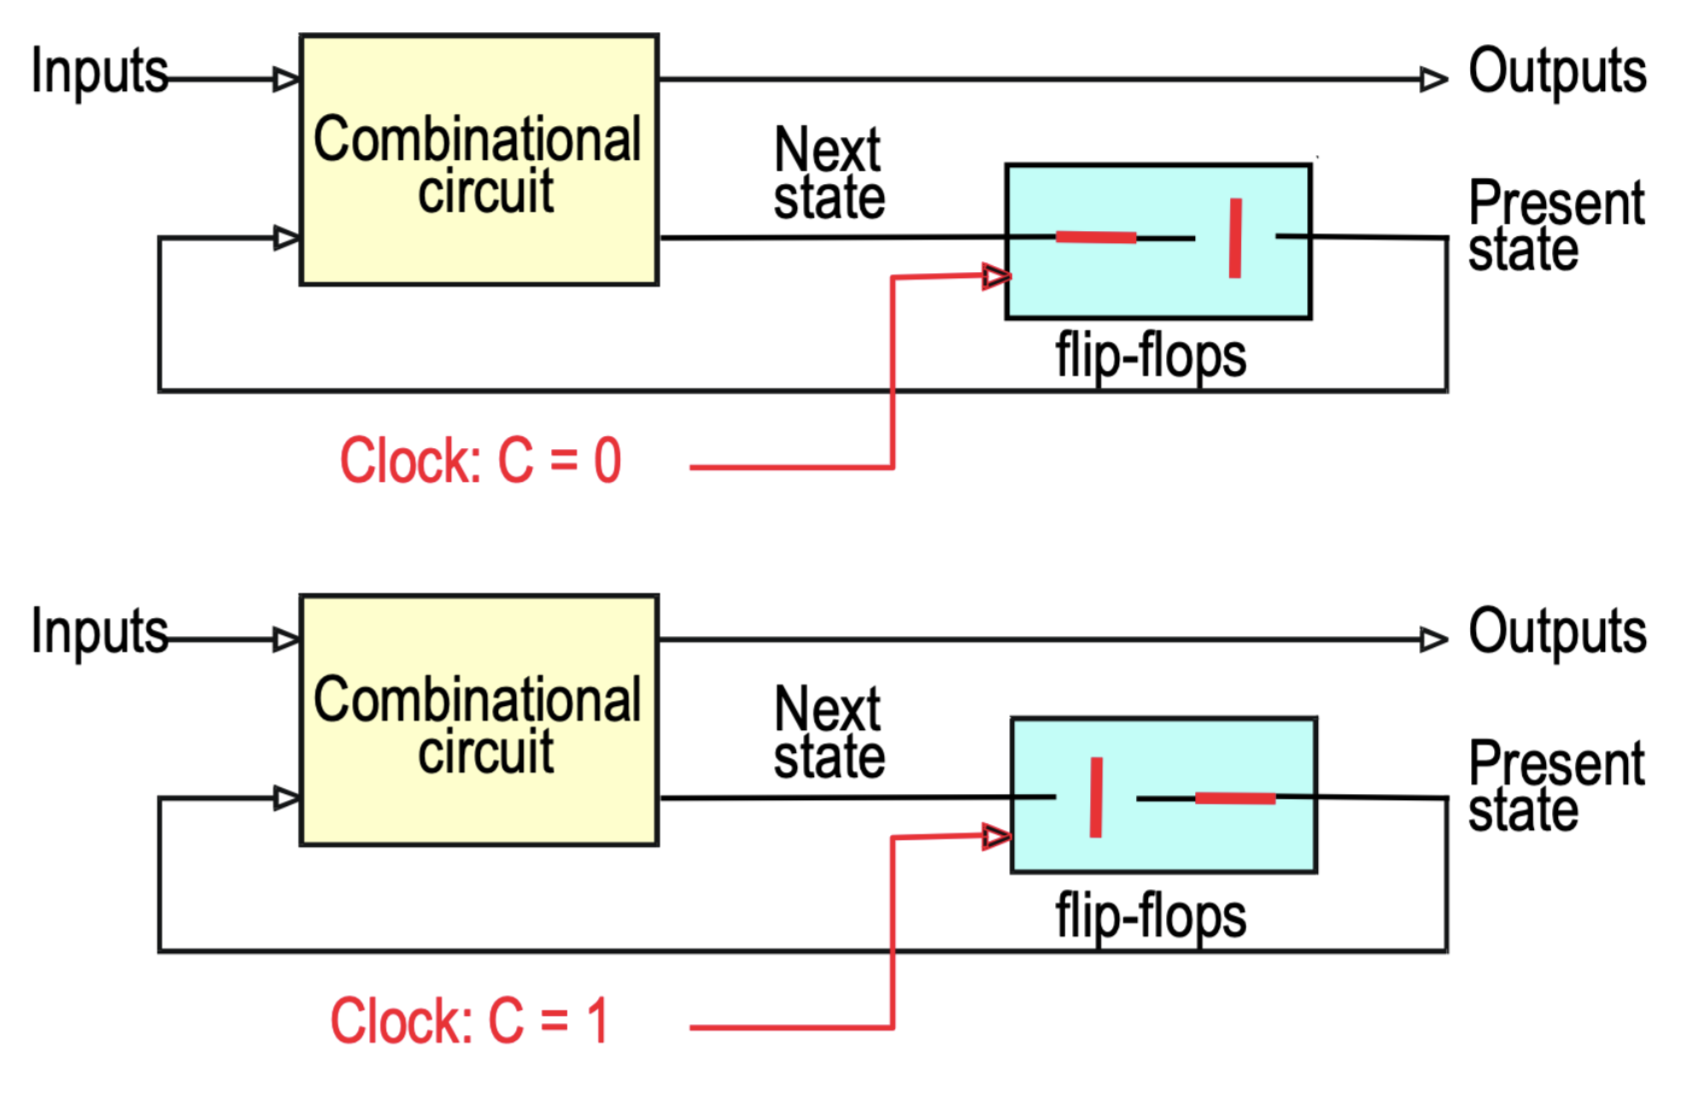 Inputs
Outputs
Combinational
circuit
Next
state
Present
state
flip-flops
Clock: C = 0
Inputs
Outputs
Combinational
circuit
Next
state
Present
state
flip-flops
Clock: C = 1